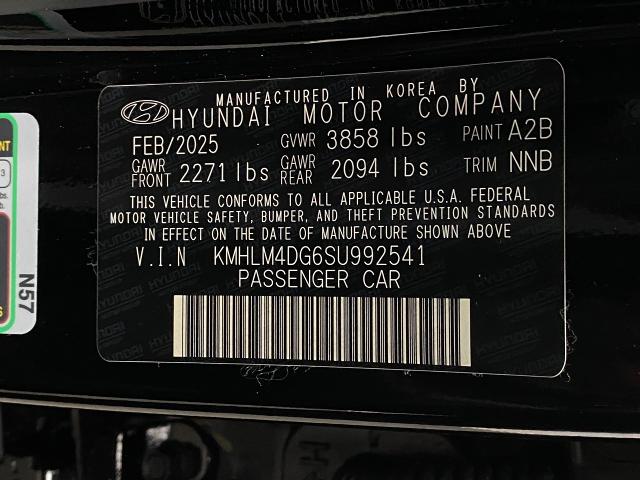 MANUFACTURED IN KOREA BY
HYUNDAI MOTOR COMPANY
FEB/2025 GVWR 3858 lbs PAINT A2B
GAWR FRONT 2271 lbs GAWR REAR 2094 lbs TRIM NNB
THIS VEHICLE CONFORMS TO ALL APPLICABLE U.S.A. FEDERAL
MOTOR VEHICLE SAFETY, BUMPER, AND THEFT PREVENTION STANDARDS
IN EFFECT ON THE DATE OF MANUFACTURE SHOWN ABOVE
V.I.N KMHLM4DG6SU992541
PASSENGER CAR
N57